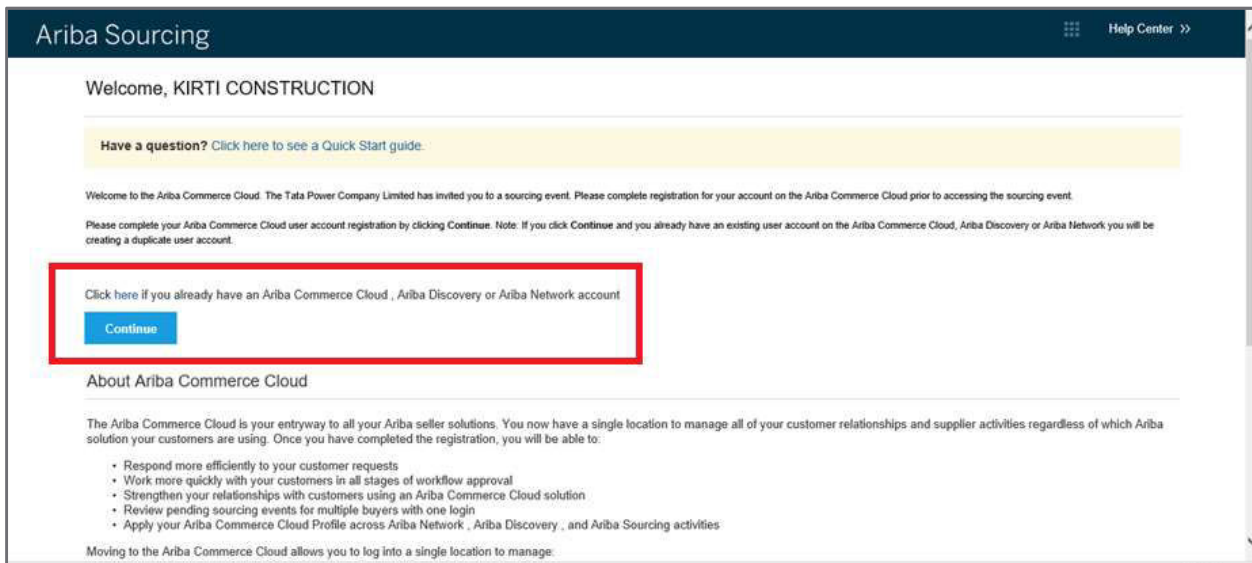 Ariba Sourcing
Help Center >>
Welcome, KIRTI CONSTRUCTION
Have a question? Click here to see a Quick Start guide.
Welcome to the Ariba Commerce Cloud. The Tata Power Company Limited has invited you to a sourcing event. Please complete registration for your account on the Ariba Commerce Cloud prior to accessing the sourcing event.
Please complete your Ariba Commerce Cloud user account registration by clicking Continue. Note: If you click Continue and you already have an existing user account on the Ariba Commerce Cloud, Ariba Discovery or Ariba Network you will be
creating a duplicate user account.
Click here if you already have an Ariba Commerce Cloud , Ariba Discovery or Ariba Network account
Continue
About Ariba Commerce Cloud
The Ariba Commerce Cloud is your entryway to all your Ariba seller solutions. You now have a single location to manage all of your customer relationships and supplier activities regardless of which Ariba
solution your customers are using. Once you have completed the registration, you will be able to:
• Respond more efficiently to your customer requests
• Work more quickly with your customers in all stages of workflow approval
• Strengthen your relationships with customers using an Ariba Commerce Cloud solution
• Review pending sourcing events for multiple buyers with one login
• Apply your Ariba Commerce Cloud Profile across Ariba Network , Ariba Discovery , and Ariba Sourcing activities
Moving to the Ariba Commerce Cloud allows you to log into a single location to manage: